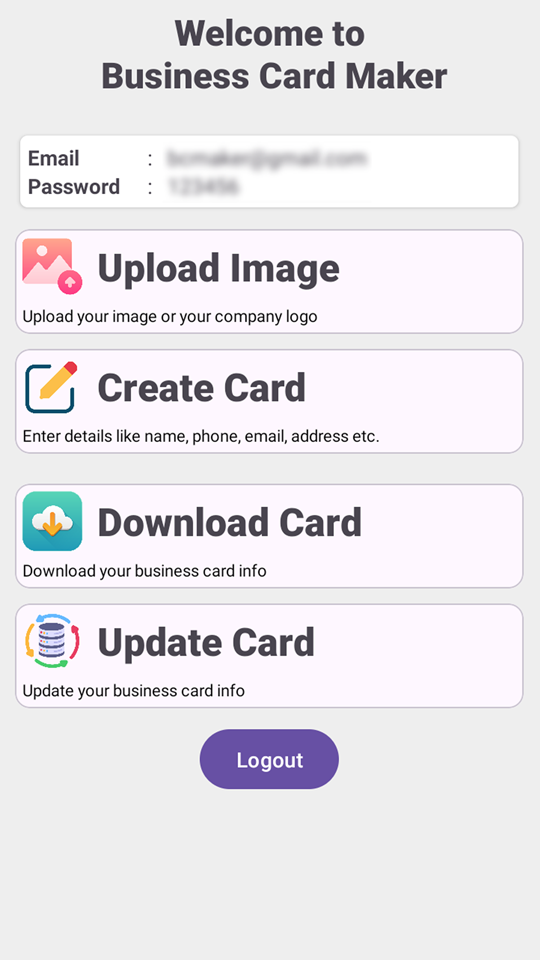 Welcome to
Business Card Maker
Email :
Password :
Upload Image
Upload your image or your company logo
Create Card
Enter details like name, phone, email, address etc.
Download Card
Download your business card info
Update Card
Update your business card info
Logout